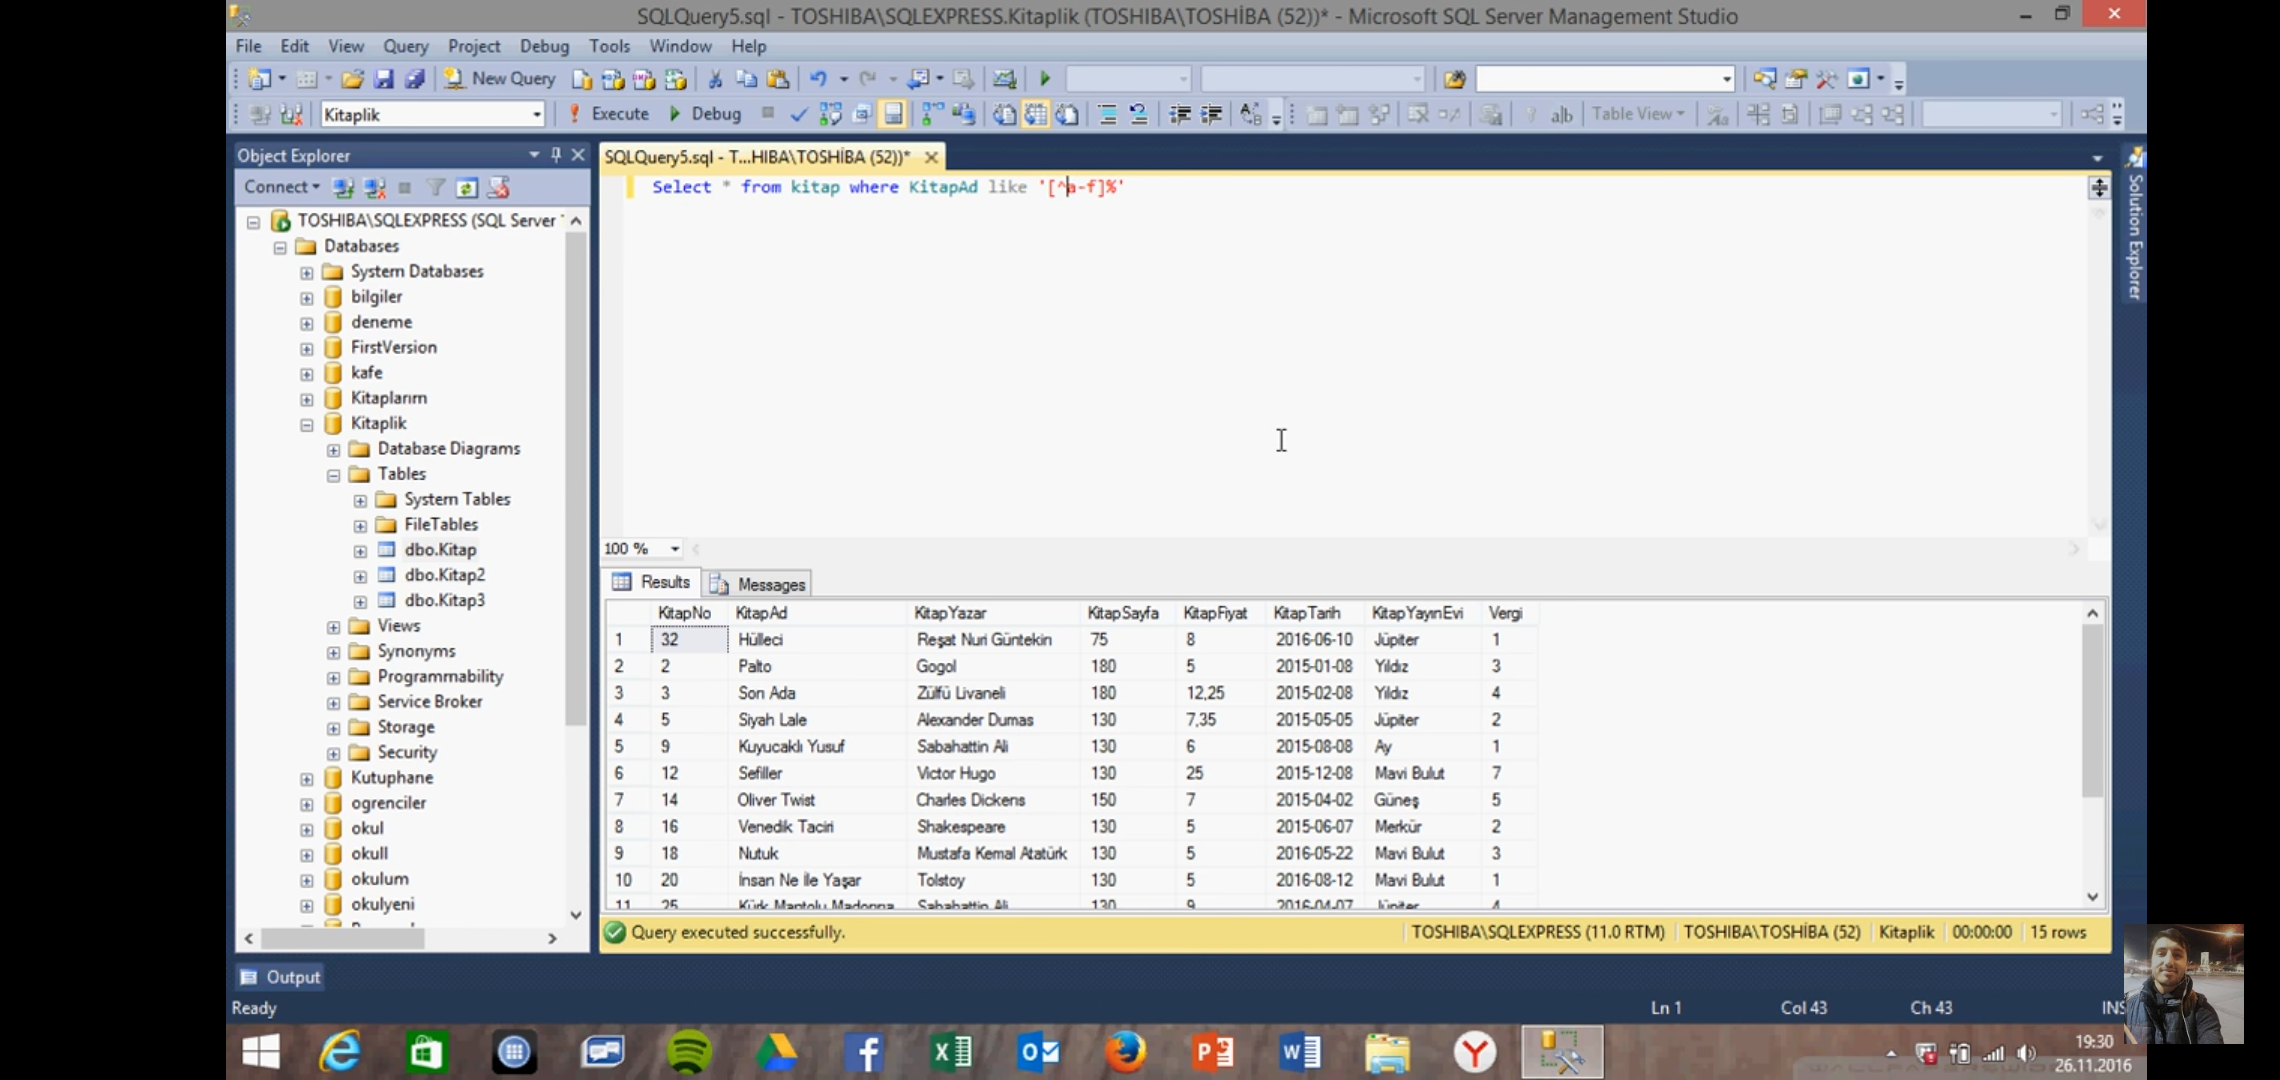 SQLQuery5.sql - TOSHIBA\SQLEXPRESS.Kitaplik (TOSHIBA\TOSHİBA (52))* - Microsoft SQL Server Management Studio
File Edit View Query Project Debug Tools Window Help
New Query
Kitaplik Execute Debug Table View
Object Explorer
SQLQuery5.sql - T...HIBA\TOSHİBA (52))*
Connect
Select * from kitap where KitapAd like '[^a-f]%'
Solution Explorer
TOSHIBA\SQLEXPRESS (SQL Server
Databases
System Databases
bilgiler
deneme
FirstVersion
kafe
Kitaplarım
Kitaplik
Database Diagrams
Tables
System Tables
FileTables
dbo.Kitap
dbo.Kitap2
dbo.Kitap3
Views
Synonyms
Programmability
Service Broker
Storage
Security
Kutuphane
ogrenciler
okul
okull
okulum
okulyeni
100 %
Results Messages
KitapNo KitapAd KitapYazar KitapSayfa KitapFiyat KitapTarih KitapYayınEvi Vergi
1 32 Hülleci Reşat Nuri Güntekin 75 8 2016-06-10 Jüpiter 1
2 2 Palto Gogol 180 5 2015-01-08 Yıldız 3
3 3 Son Ada Zülfü Livaneli 180 12,25 2015-02-08 Yıldız 4
4 5 Siyah Lale Alexander Dumas 130 7,35 2015-05-05 Jüpiter 2
5 9 Kuyucaklı Yusuf Sabahattin Ali 130 6 2015-08-08 Ay 1
6 12 Sefiller Victor Hugo 130 25 2015-12-08 Mavi Bulut 7
7 14 Oliver Twist Charles Dickens 150 7 2015-04-02 Güneş 5
8 16 Venedik Taciri Shakespeare 130 5 2015-06-07 Merkür 2
9 18 Nutuk Mustafa Kemal Atatürk 130 5 2016-05-22 Mavi Bulut 3
10 20 İnsan Ne İle Yaşar Tolstoy 130 5 2016-08-12 Mavi Bulut 1
11 25 Kürk Mantolu Madonna Sabahattin Ali 130 9 2016-04-07 Jüpiter 4
Query executed successfully. TOSHIBA\SQLEXPRESS (11.0 RTM) TOSHIBA\TOSHİBA (52) Kitaplik 00:00:00 15 rows
Output
Ready Ln 1 Col 43 Ch 43 INS
19:30
26.11.2016